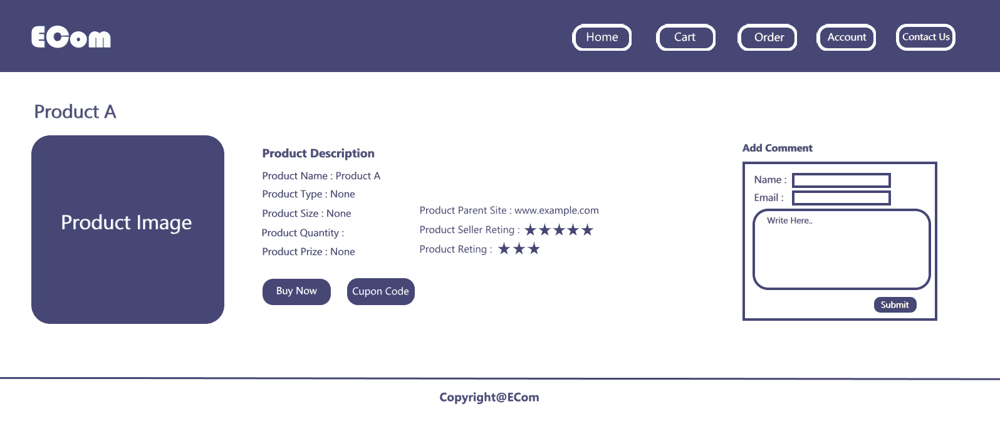 ECom
Home
Cart
Order
Account
Contact Us
Product A
Product Image
Product Description
Product Name : Product A
Product Type : None
Product Size : None
Product Quantity :
Product Prize : None
Product Parent Site : www.example.com
Product Seller Reting : ★★★★★
Product Reting : ★★★
Buy Now
Cupon Code
Add Comment
Name :
Email :
Write Here..
Submit
Copyright@ECom